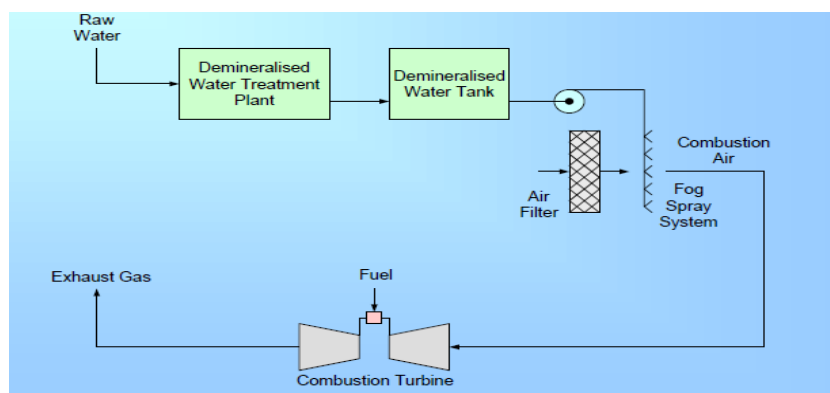 Raw
Water
Demineralised
Water Treatment
Plant
Demineralised
Water Tank
Combustion
Air
Air
Filter
Fog
Spray
System
Exhaust Gas
Fuel
Combustion Turbine